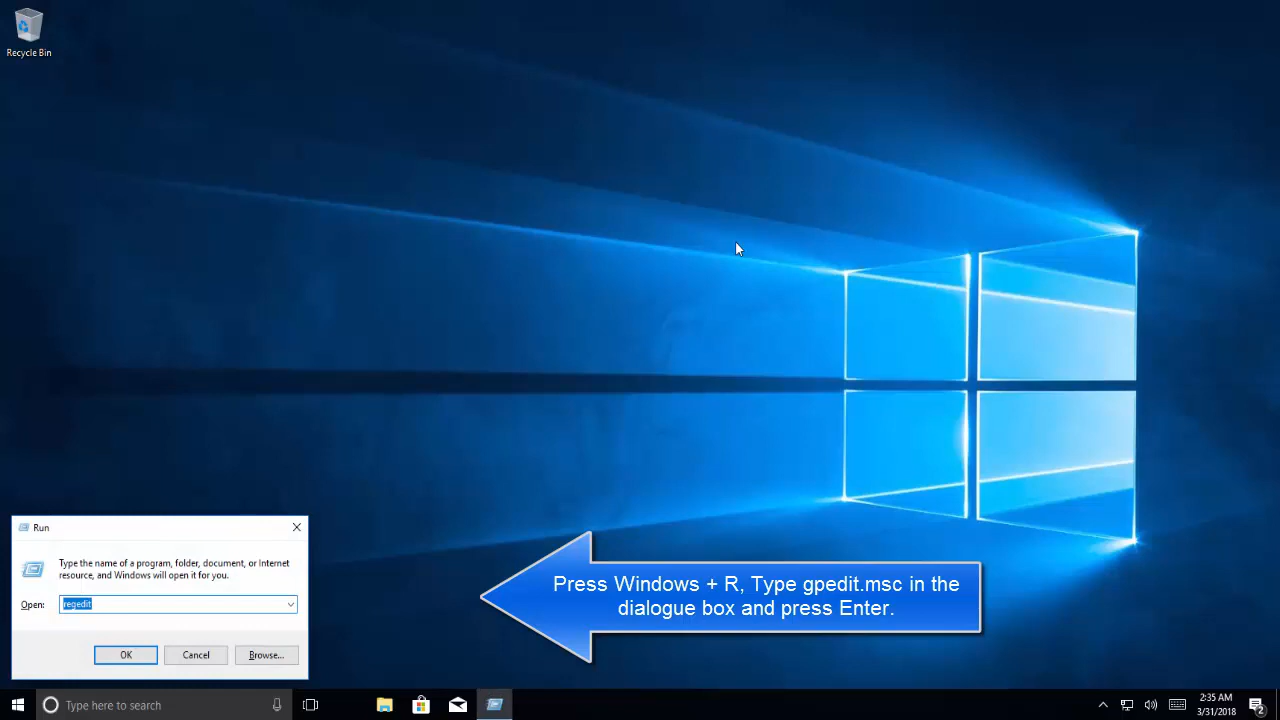 Recycle Bin
Run
Type the name of a program, folder, document, or Internet
resource, and Windows will open it for you.
Open:
regedit
OK
Cancel
Browse...
Press Windows + R, Type gpedit.msc in the
dialogue box and press Enter.
Type here to search
2:35 AM
3/31/2018
2